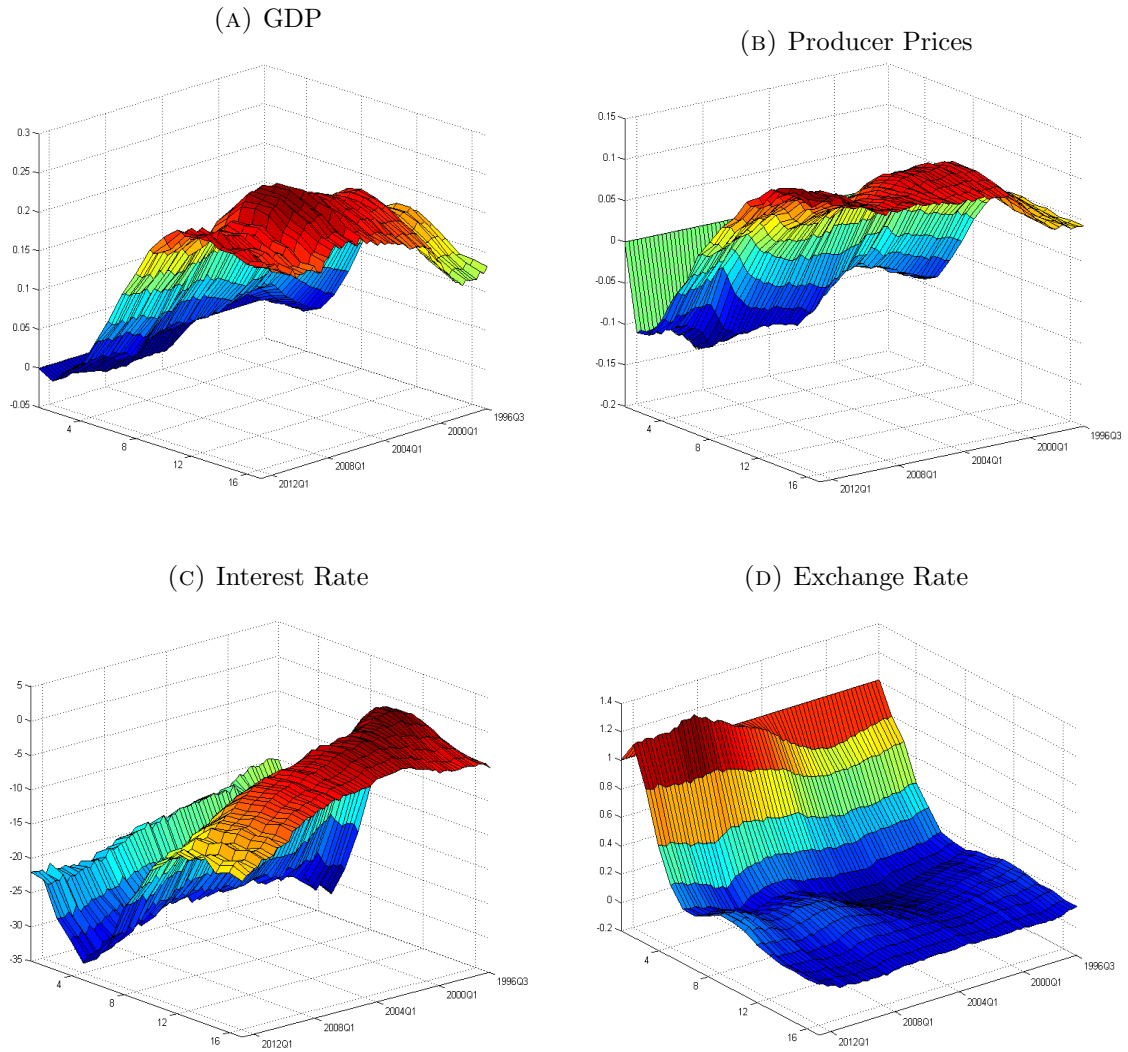 (A) GDP
0.3
0.25
0.2
0.15
0.1
0.05
0
-0.05
4
8
12
16
2012Q1
2008Q1
2004Q1
2000Q1
1996Q3
(B) Producer Prices
0.15
0.1
0.05
0
-0.05
-0.1
-0.15
-0.2
4
8
12
16
2012Q1
2008Q1
2004Q1
2000Q1
1996Q3
(C) Interest Rate
5
0
-5
-10
-15
-20
-25
-30
-35
4
8
12
16
2012Q1
2008Q1
2004Q1
2000Q1
1996Q3
(D) Exchange Rate
1.4
1.2
1
0.8
0.6
0.4
0.2
0
-0.2
4
8
12
16
2012Q1
2008Q1
2004Q1
2000Q1
1996Q3